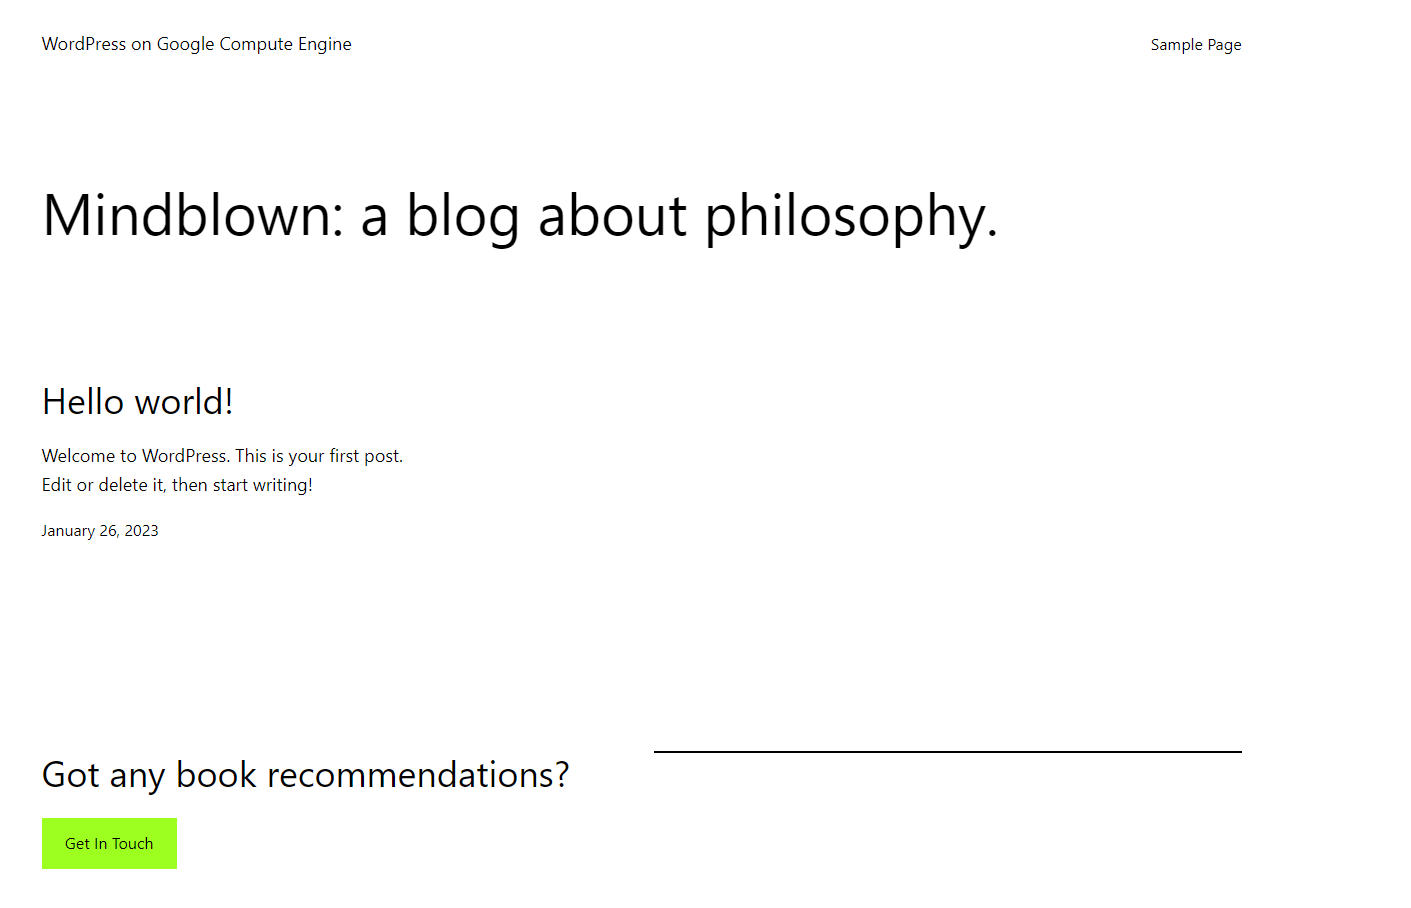 WordPress on Google Compute Engine
Sample Page
Mindblown: a blog about philosophy.
Hello world!
Welcome to WordPress. This is your first post.
Edit or delete it, then start writing!
January 26, 2023
Got any book recommendations?
Get In Touch